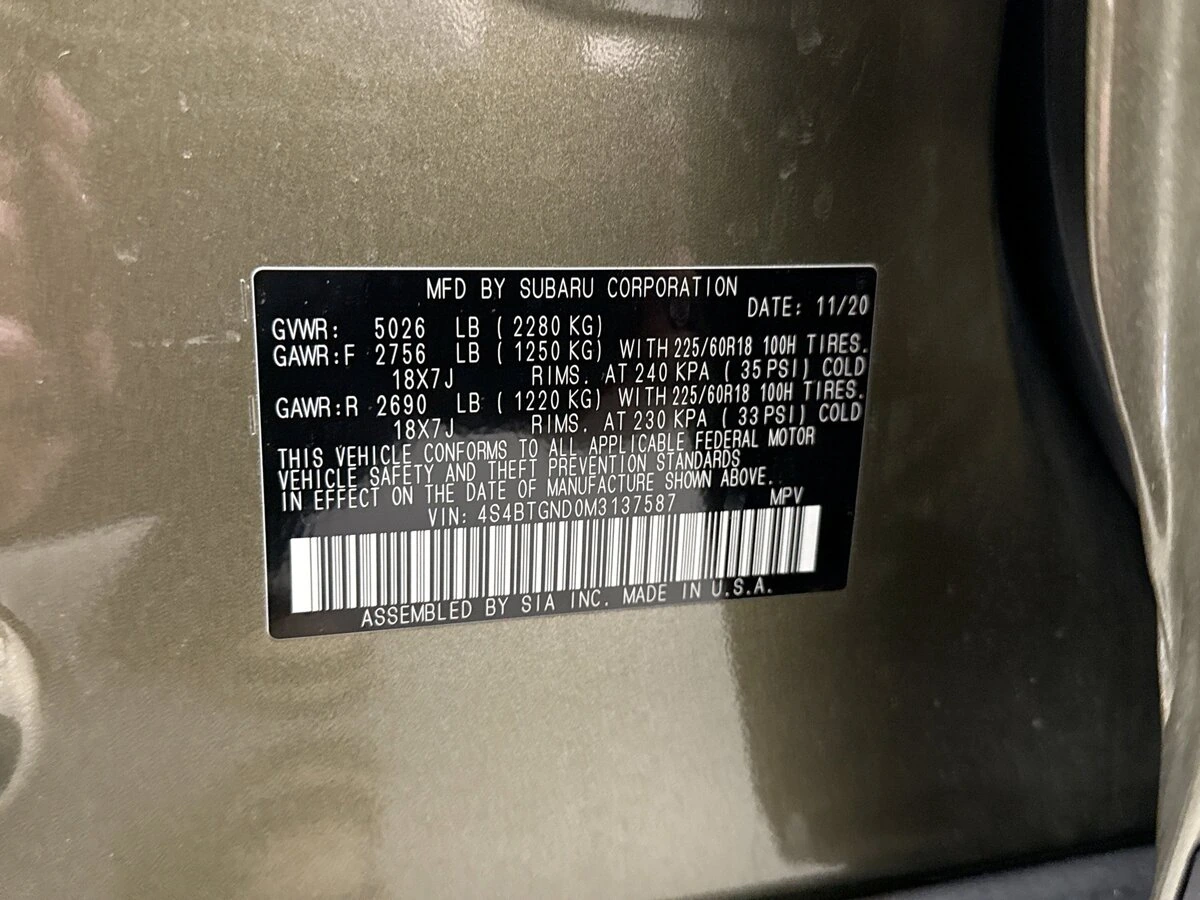 MFD BY SUBARU CORPORATION
DATE: 11/20
GVWR: 5026 LB ( 2280 KG)
GAWR:F 2756 LB ( 1250 KG) WITH 225/60R18 100H TIRES.
18X7J RIMS. AT 240 KPA ( 35 PSI) COLD
GAWR:R 2690 LB ( 1220 KG) WITH 225/60R18 100H TIRES.
18X7J RIMS. AT 230 KPA ( 33 PSI) COLD
THIS VEHICLE CONFORMS TO ALL APPLICABLE FEDERAL MOTOR
VEHICLE SAFETY AND THEFT PREVENTION STANDARDS
IN EFFECT ON THE DATE OF MANUFACTURE SHOWN ABOVE.
VIN: 4S4BTGND0M3137587 MPV
ASSEMBLED BY SIA INC. MADE IN U.S.A.